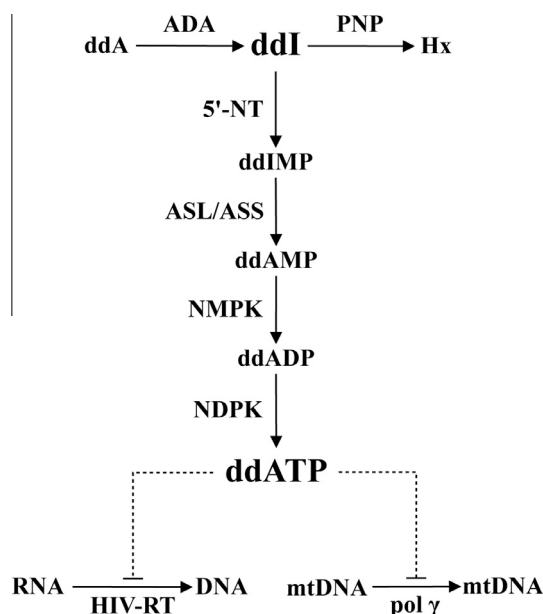 ddA ADA ddI PNP Hx
5'-NT
ddIMP
ASL/ASS
ddAMP
NMPK
ddADP
NDPK
ddATP
RNA HIV-RT DNA mtDNA pol γ mtDNA